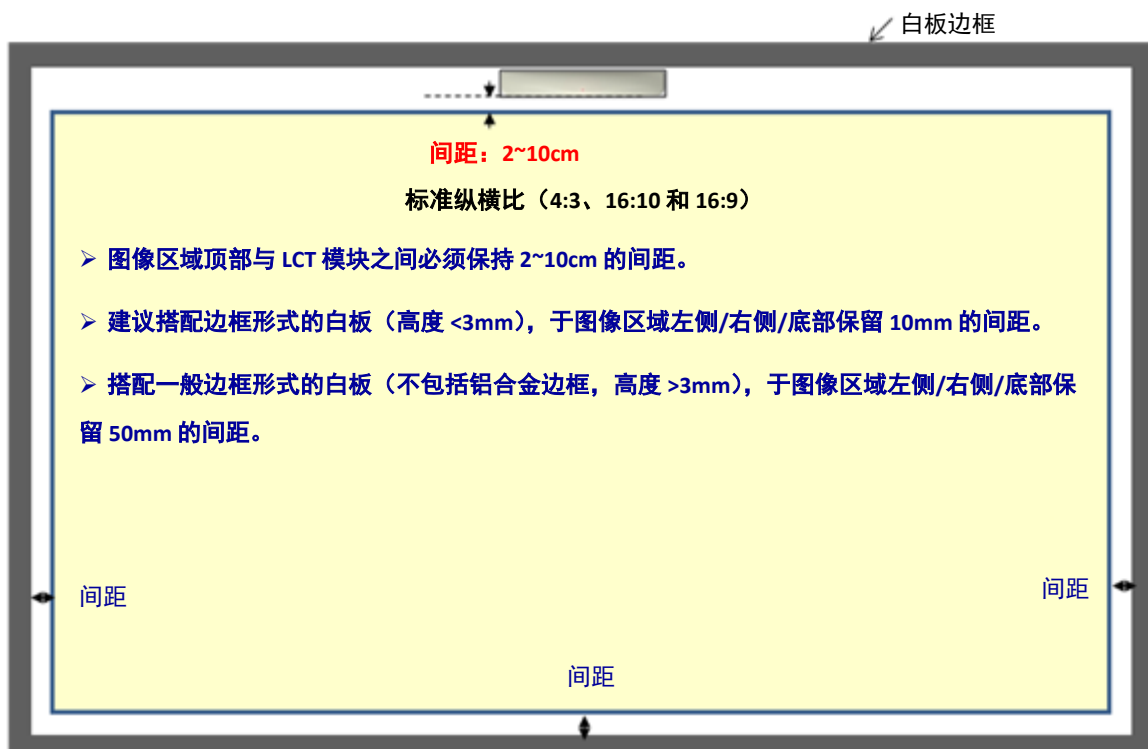 白板边框
间距：2~10cm
标准纵横比（4:3、16:10 和 16:9）
➢ 图像区域顶部与 LCT 模块之间必须保持 2~10cm 的间距。
➢ 建议搭配边框形式的白板（高度 <3mm），于图像区域左侧/右侧/底部保留 10mm 的间距。
➢ 搭配一般边框形式的白板（不包括铝合金边框，高度 >3mm），于图像区域左侧/右侧/底部保
留 50mm 的间距。
间距
间距
间距